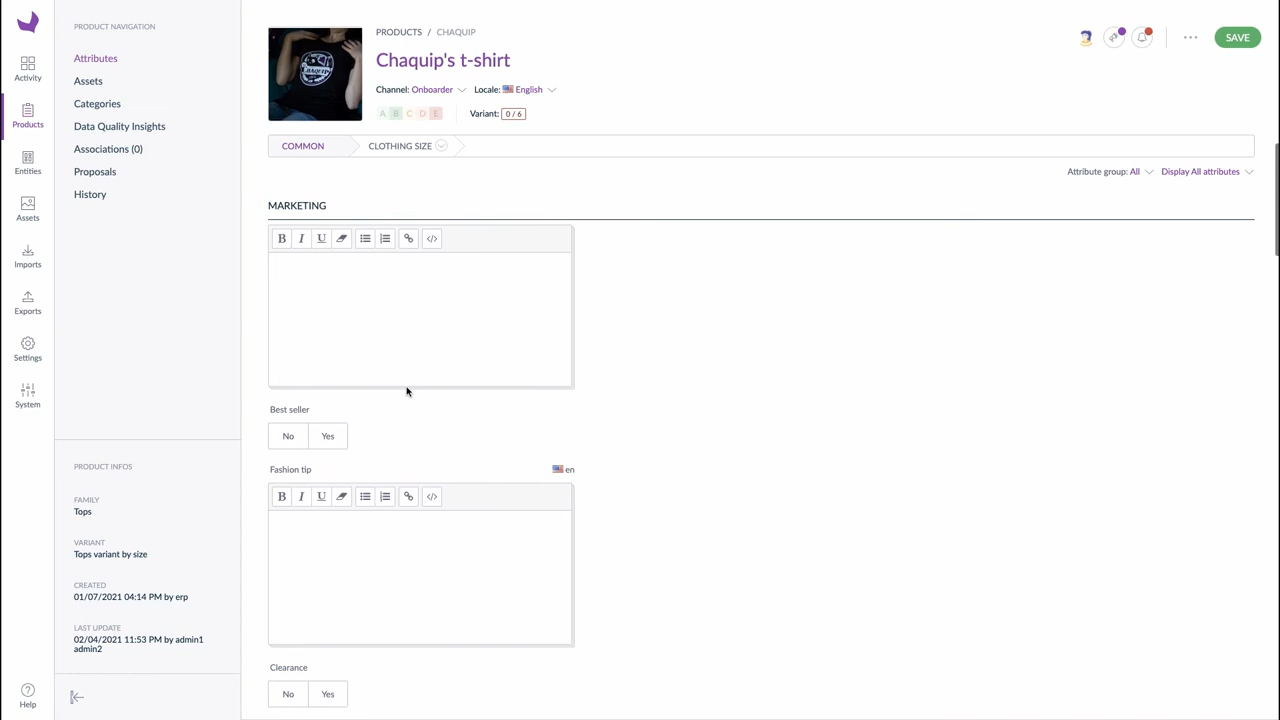 PRODUCT NAVIGATION
Attributes
Assets
Categories
Data Quality Insights
Associations (0)
Proposals
History
Activity
Products
Entities
Assets
Imports
Exports
Settings
System
Help
PRODUCT INFOS
FAMILY
Tops
VARIANT
Tops variant by size
CREATED
01/07/2021 04:14 PM by erp
LAST UPDATE
02/04/2021 11:53 PM by admin1
admin2
CHAQUIP
PRODUCTS / CHAQUIP
Chaquip's t-shirt
Channel: Onboarder Locale: English
A B C D E Variant: 0 / 6
SAVE
COMMON CLOTHING SIZE
Attribute group: All Display All attributes
MARKETING
B I U </>
Best seller
No Yes
Fashion tip en
B I U </>
Clearance
No Yes